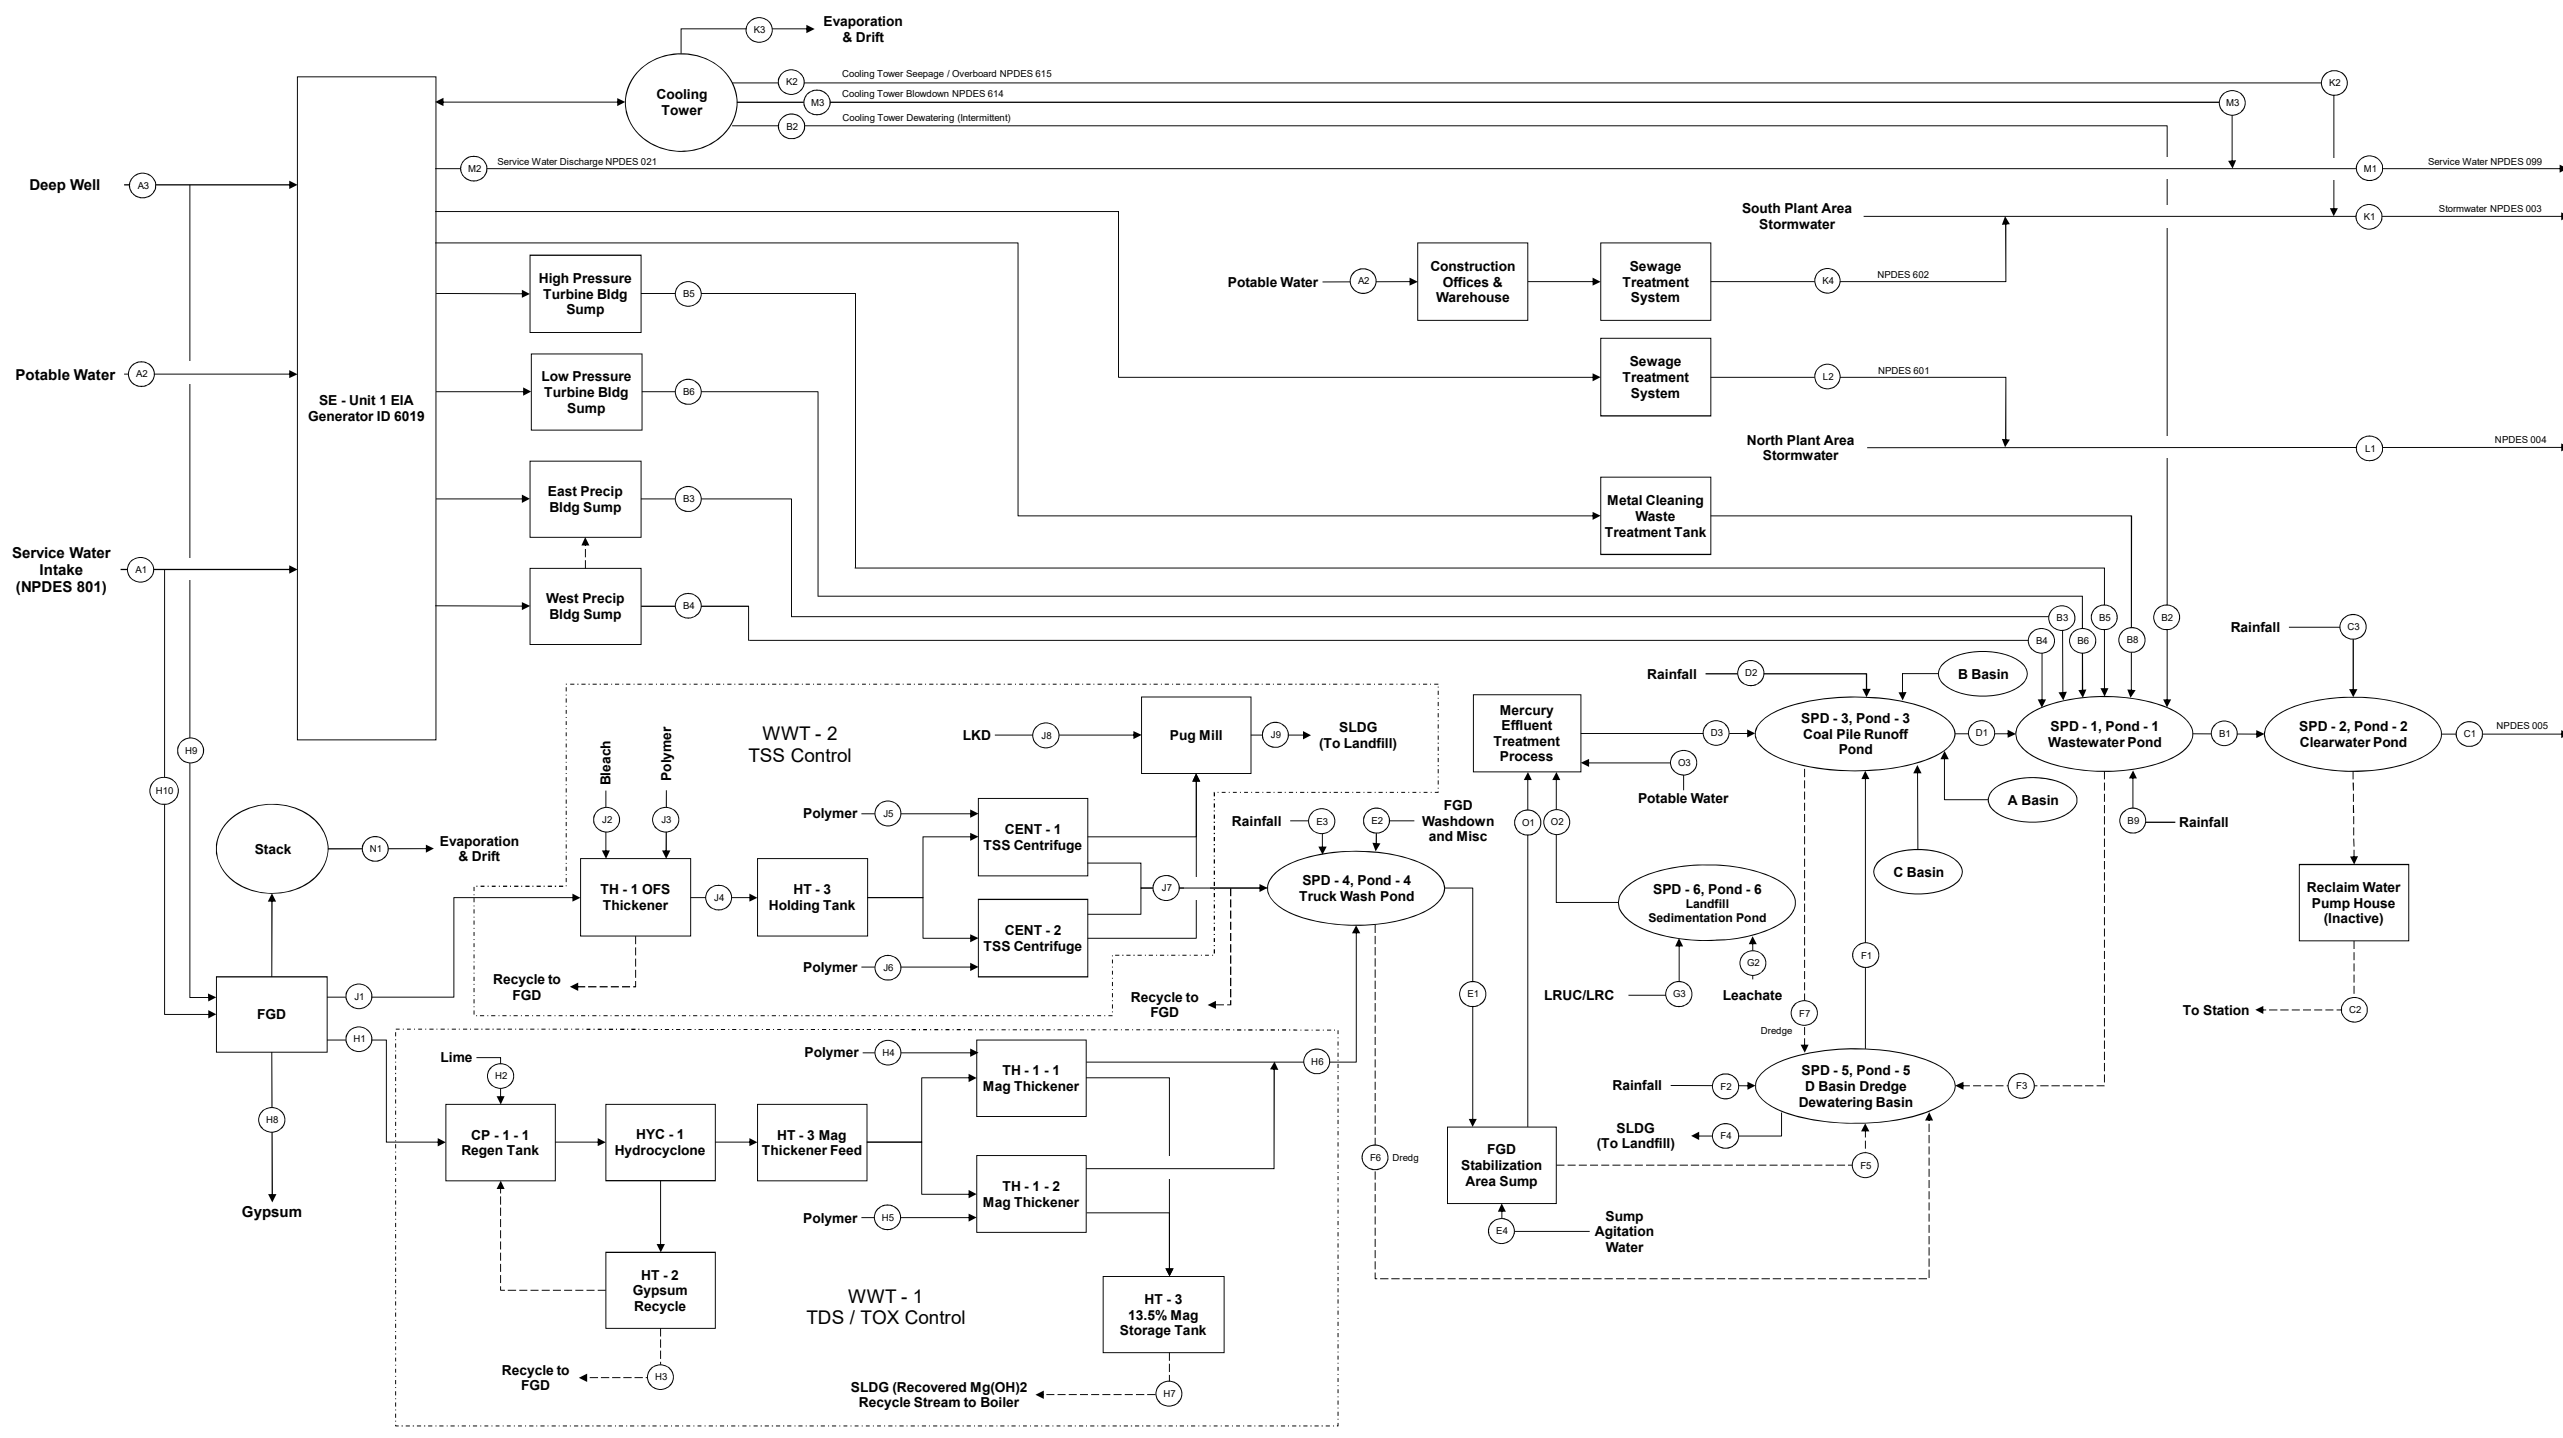 K3
Evaporation
& Drift
Cooling
Tower
K2
Cooling Tower Seepage / Overboard NPDES 615
K2
M3
Cooling Tower Blowdown NPDES 614
M3
B2
Cooling Tower Dewatering (Intermittent)
M2
Service Water Discharge NPDES 021
M1
Service Water NPDES 099
Deep Well
A3
South Plant Area
Stormwater
K1
Stormwater NPDES 003
High Pressure
Turbine Bldg
Sump
B5
Potable Water
A2
Construction
Offices &
Warehouse
Sewage
Treatment
System
K4
NPDES 602
Potable Water
A2
SE - Unit 1 EIA
Generator ID 6019
Low Pressure
Turbine Bldg
Sump
B6
Sewage
Treatment
System
L2
NPDES 601
North Plant Area
Stormwater
L1
NPDES 004
East Precip
Bldg Sump
B3
Metal Cleaning
Waste
Treatment Tank
Service Water
Intake
(NPDES 801)
A1
West Precip
Bldg Sump
B4
B4
B3
B6
B5
B8
B2
Rainfall
C3
H9
H10
WWT - 2
TSS Control
Bleach
J2
Polymer
J3
LKD
J8
Pug Mill
J9
SLDG
(To Landfill)
Mercury
Effluent
Treatment
Process
Rainfall
D2
B Basin
D3
SPD - 3, Pond - 3
Coal Pile Runoff
Pond
D1
SPD - 1, Pond - 1
Wastewater Pond
B1
SPD - 2, Pond - 2
Clearwater Pond
C1
NPDES 005
O3
Potable Water
A Basin
B9
Rainfall
C Basin
Stack
N1
Evaporation
& Drift
TH - 1 OFS
Thickener
J4
HT - 3
Holding Tank
Polymer
J5
CENT - 1
TSS Centrifuge
CENT - 2
TSS Centrifuge
Polymer
J6
J7
Recycle to
FGD
Recycle to
FGD
Rainfall
E3
E2
FGD
Washdown
and Misc
SPD - 4, Pond - 4
Truck Wash Pond
O1
O2
SPD - 6, Pond - 6
Landfill
Sedimentation Pond
LRUC/LRC
G3
G2
Leachate
Reclaim Water
Pump House
(Inactive)
To Station
C2
FGD
J1
H1
H8
Gypsum
Lime
H2
CP - 1 - 1
Regen Tank
HYC - 1
Hydrocyclone
HT - 3 Mag
Thickener Feed
Polymer
H4
TH - 1 - 1
Mag Thickener
TH - 1 - 2
Mag Thickener
Polymer
H5
H6
E1
F1
F7
Dredge
SPD - 5, Pond - 5
D Basin Dredge
Dewatering Basin
Rainfall
F2
F3
SLDG
(To Landfill)
F4
F5
F6
Dredg
FGD
Stabilization
Area Sump
E4
Sump
Agitation
Water
HT - 2
Gypsum
Recycle
Recycle to
FGD
H3
WWT - 1
TDS / TOX Control
HT - 3
13.5% Mag
Storage Tank
SLDG (Recovered Mg(OH)2
Recycle Stream to Boiler
H7